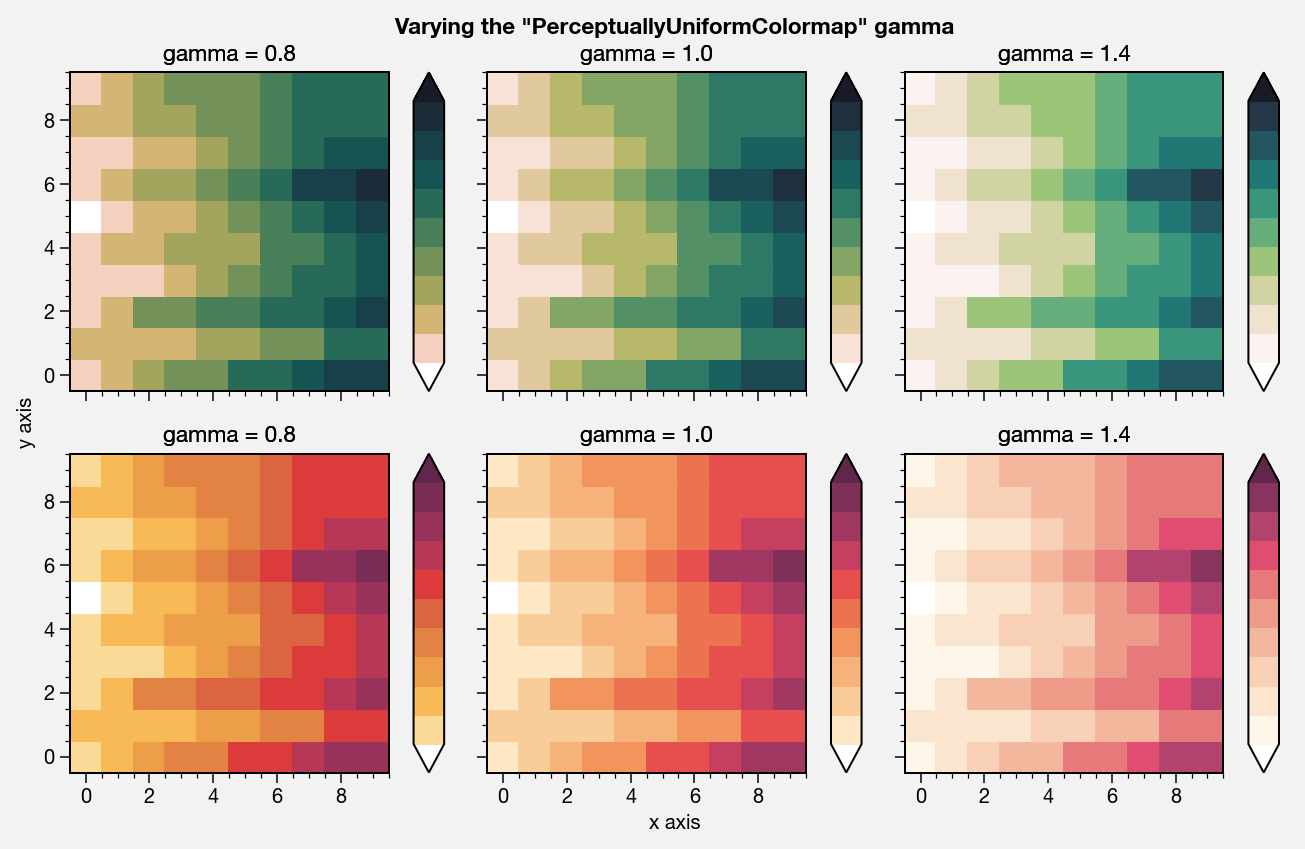 Varying the "PerceptuallyUniformColormap" gamma
gamma = 0.8 gamma = 1.0 gamma = 1.4
8
6
4
2
0
y axis
gamma = 0.8 gamma = 1.0 gamma = 1.4
8
6
4
2
0
0 2 4 6 8 0 2 4 6 8 0 2 4 6 8
x axis